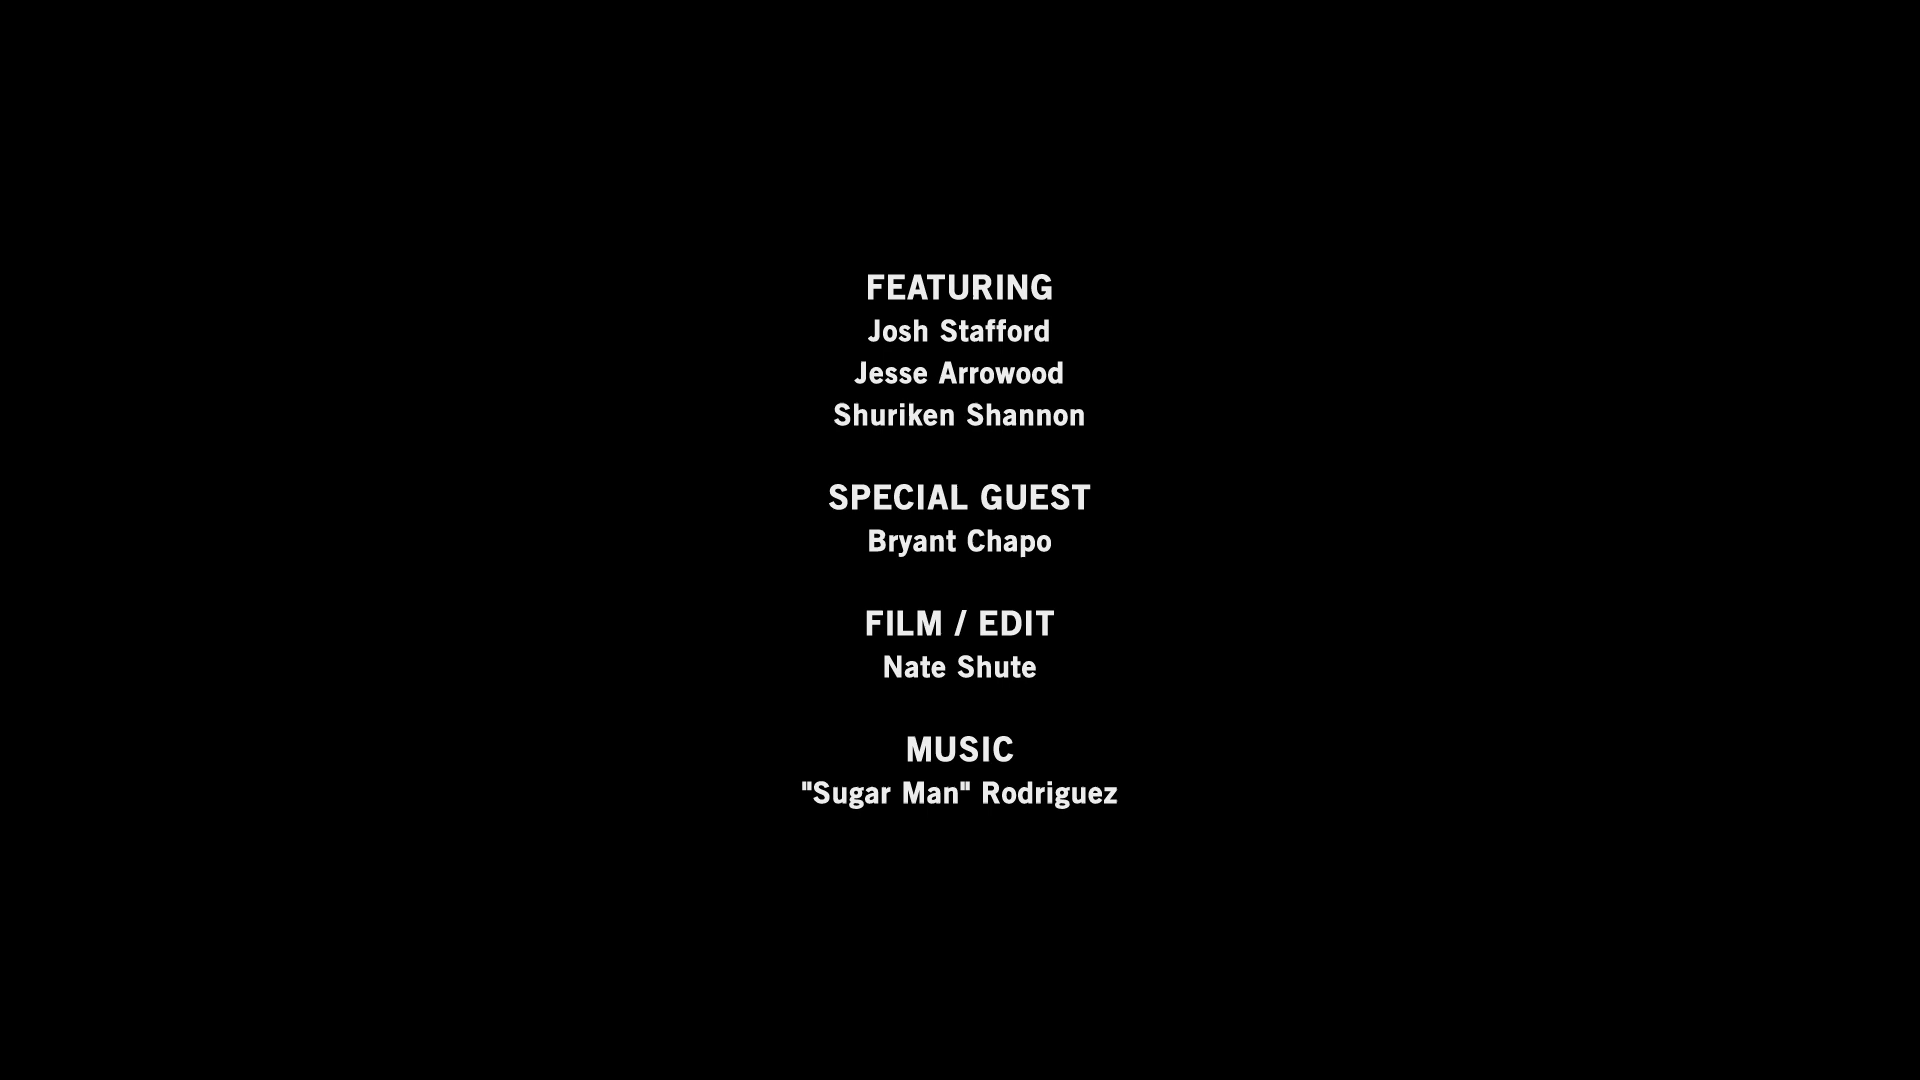 FEATURING
Josh Stafford
Jesse Arrowood
Shuriken Shannon
SPECIAL GUEST
Bryant Chapo
FILM / EDIT
Nate Shute
MUSIC
"Sugar Man" Rodriguez